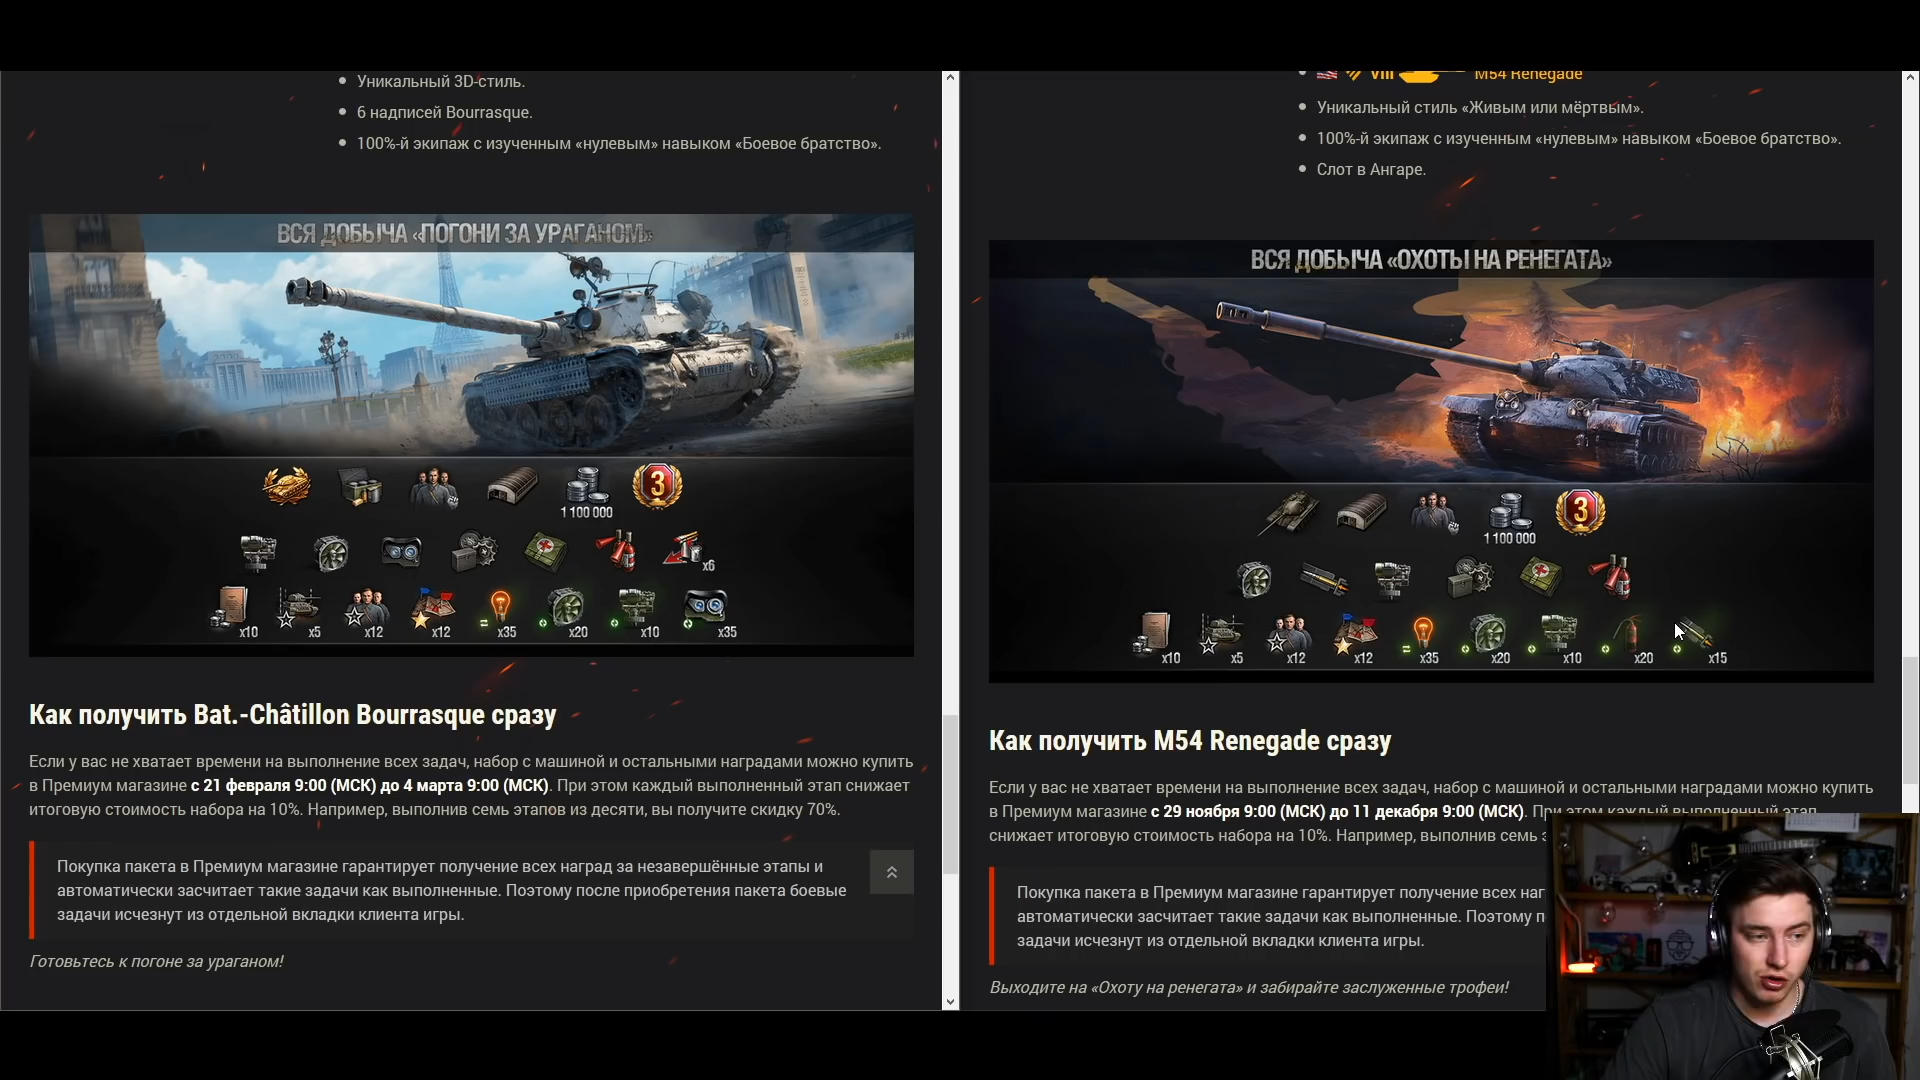 Уникальный 3D-стиль.
6 надписей Bourrasque.
100%-й экипаж с изученным «нулевым» навыком «Боевое братство».
ВСЯ ДОБЫЧА «ПОГОНИ ЗА УРАГАНОМ»
1 100 000
x6
x10
x5
x12
x12
x35
x20
x10
x35
Как получить Bat.-Châtillon Bourrasque сразу
Если у вас не хватает времени на выполнение всех задач, набор с машиной и остальными наградами можно купить
в Премиум магазине с 21 февраля 9:00 (МСК) до 4 марта 9:00 (МСК). При этом каждый выполненный этап снижает
итоговую стоимость набора на 10%. Например, выполнив семь этапов из десяти, вы получите скидку 70%.
Покупка пакета в Премиум магазине гарантирует получение всех наград за незавершённые этапы и
автоматически засчитает такие задачи как выполненные. Поэтому после приобретения пакета боевые
задачи исчезнут из отдельной вкладки клиента игры.
Готовьтесь к погоне за ураганом!
VIII M54 Renegade
Уникальный стиль «Живым или мёртвым».
100%-й экипаж с изученным «нулевым» навыком «Боевое братство».
Слот в Ангаре.
ВСЯ ДОБЫЧА «ОХОТЫ НА РЕНЕГАТА»
1 100 000
x10
x5
x12
x12
x35
x20
x10
x20
x15
Как получить M54 Renegade сразу
Если у вас не хватает времени на выполнение всех задач, набор с машиной и остальными наградами можно купить
в Премиум магазине с 29 ноября 9:00 (МСК) до 11 декабря 9:00 (МСК). При этом каждый выполненный этап
снижает итоговую стоимость набора на 10%. Например, выполнив семь
Покупка пакета в Премиум магазине гарантирует получение всех наг
автоматически засчитает такие задачи как выполненные. Поэтому п
задачи исчезнут из отдельной вкладки клиента игры.
Выходите на «Охоту на ренегата» и забирайте заслуженные трофеи!